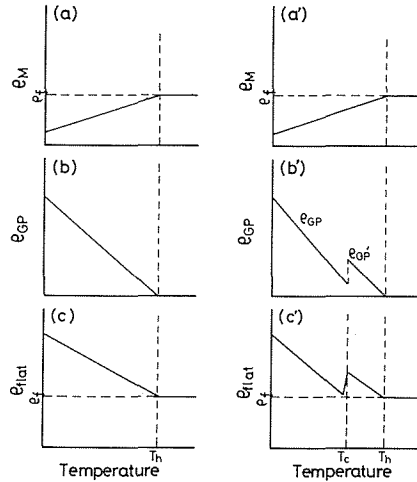 (a)
ρM
ρf
(a')
ρM
ρf
(b)
ρGP
(b')
ρGP
ρGP
ρGP'
(c)
ρflat
ρf
Th
Temperature
(c')
ρflat
ρf
Tc
Th
Temperature